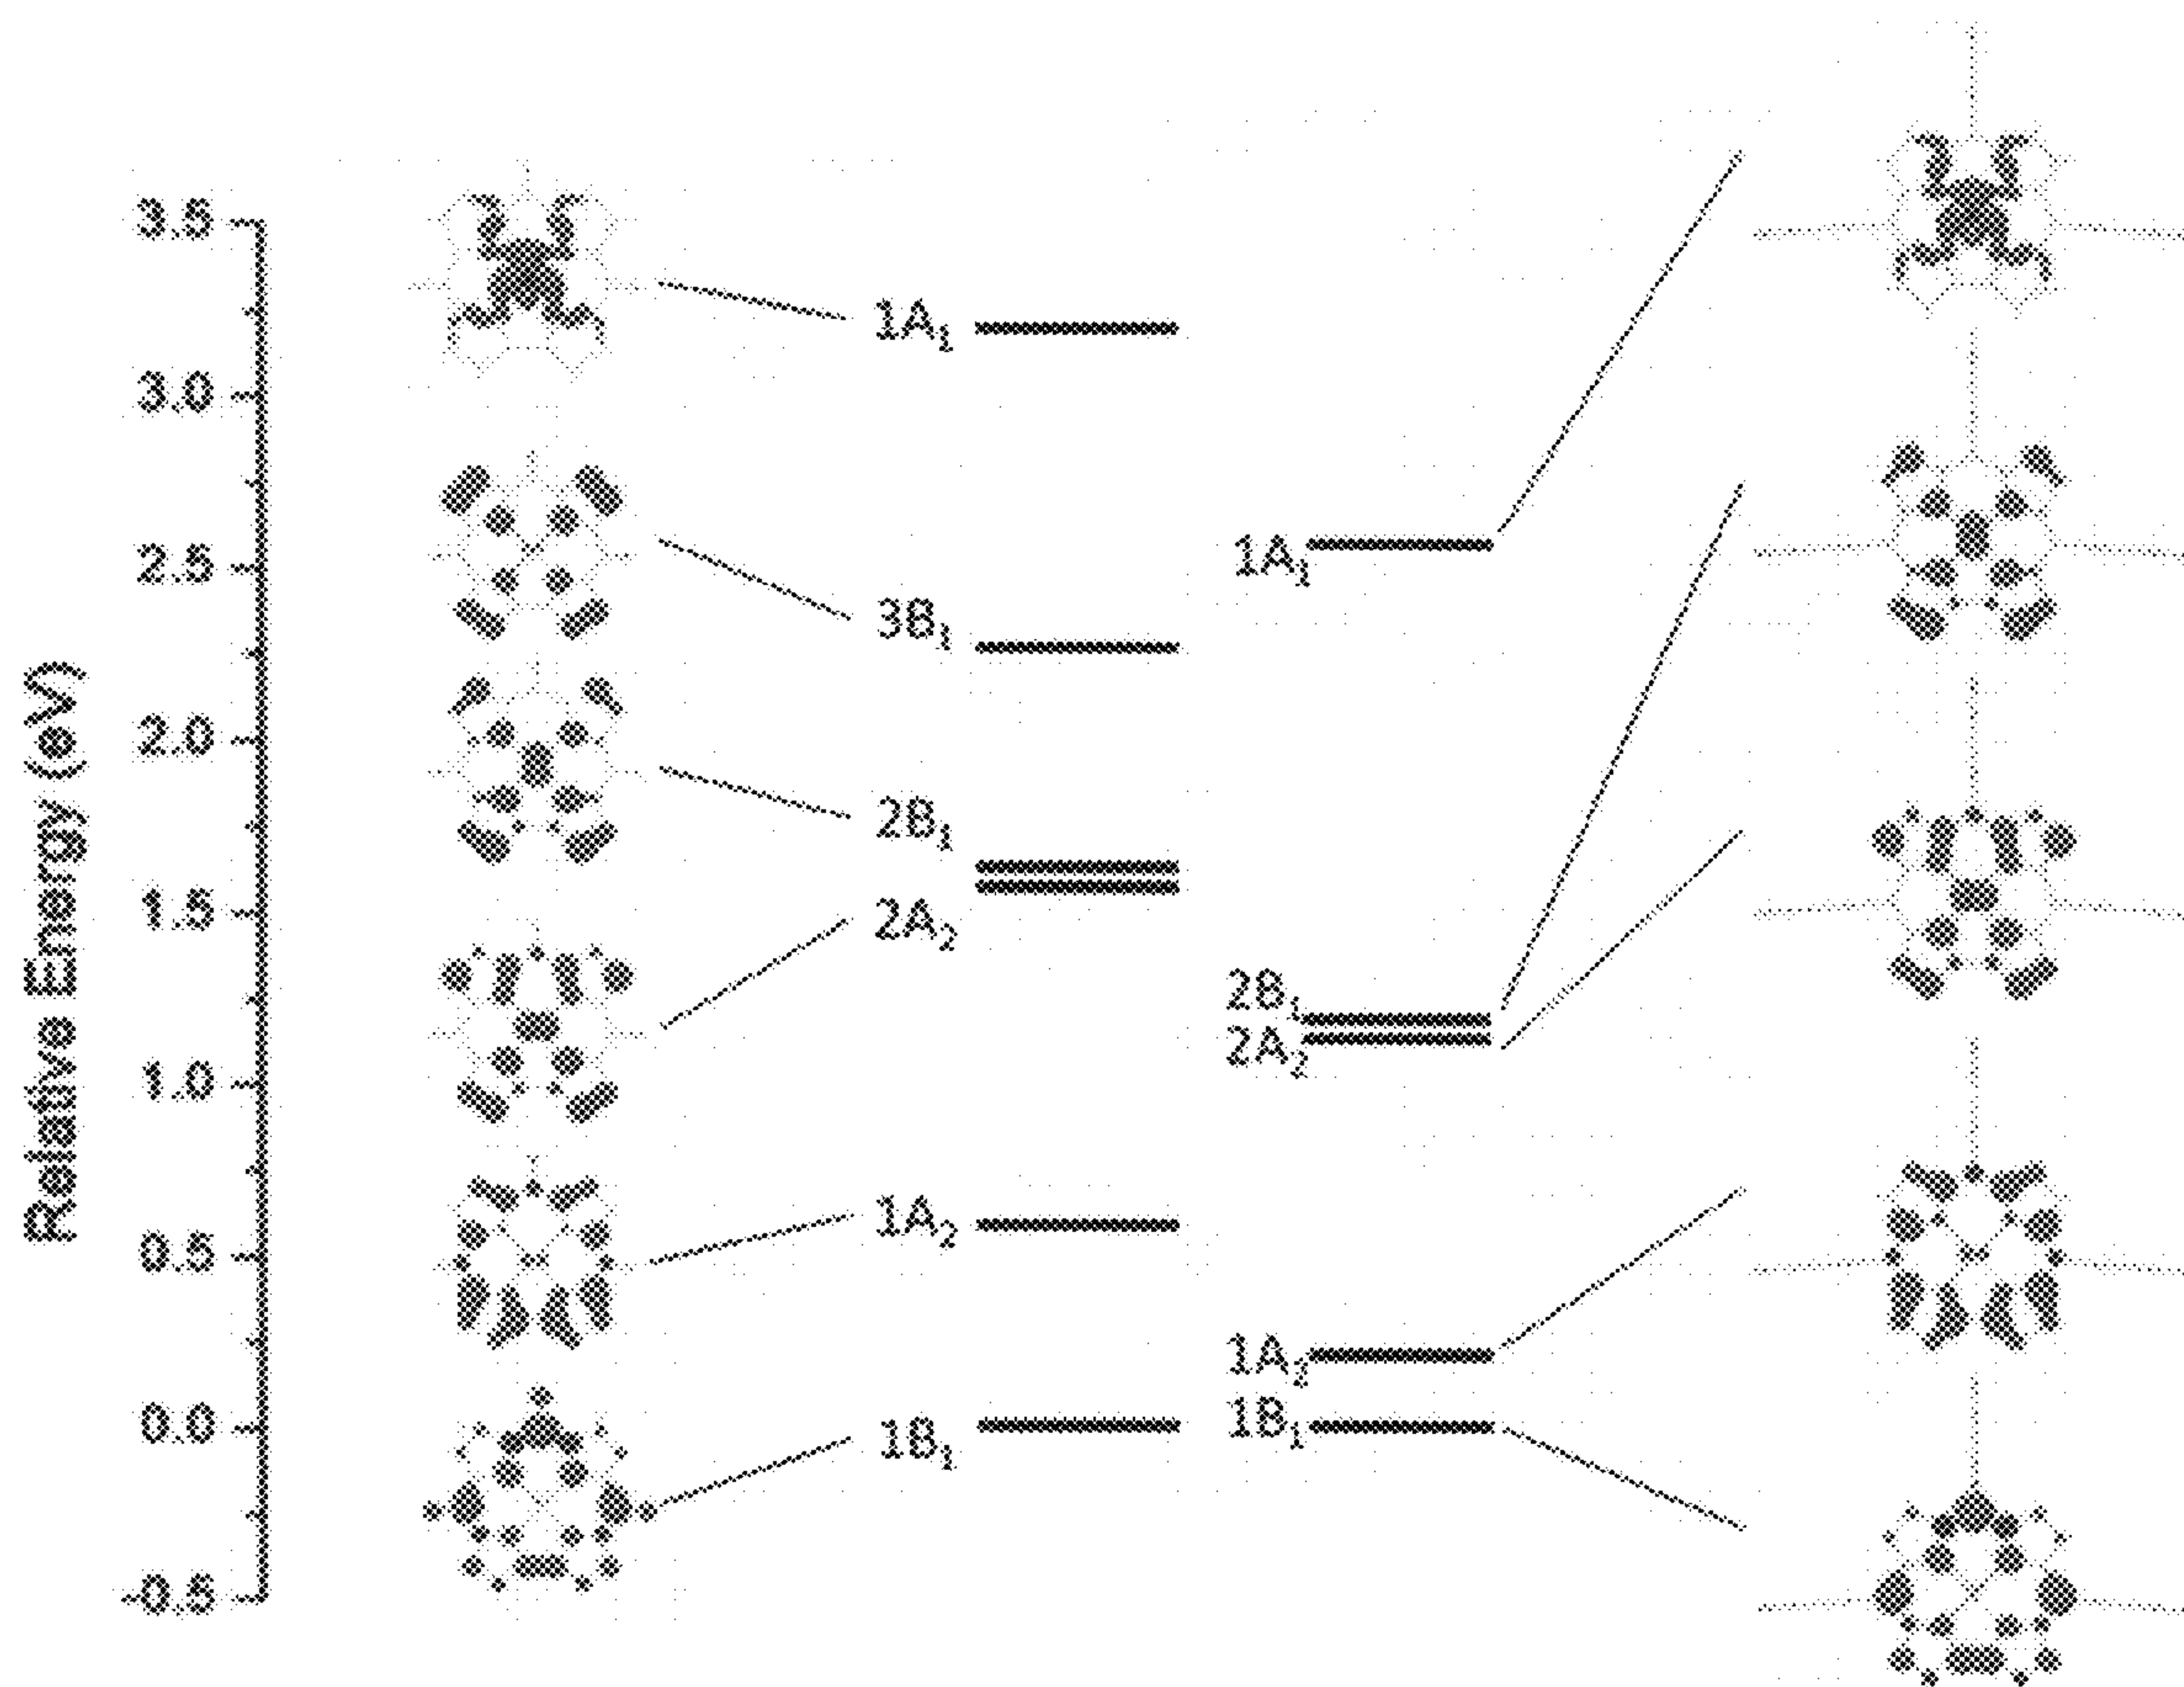 Relative Energy (eV)
3.5
3.0
2.5
2.0
1.5
1.0
0.5
0.0
-0.5
1A₁
3B₁
2B₁
2A₂
1A₂
1B₁
1A₁
2B₁
2A₂
1A₂
1B₁